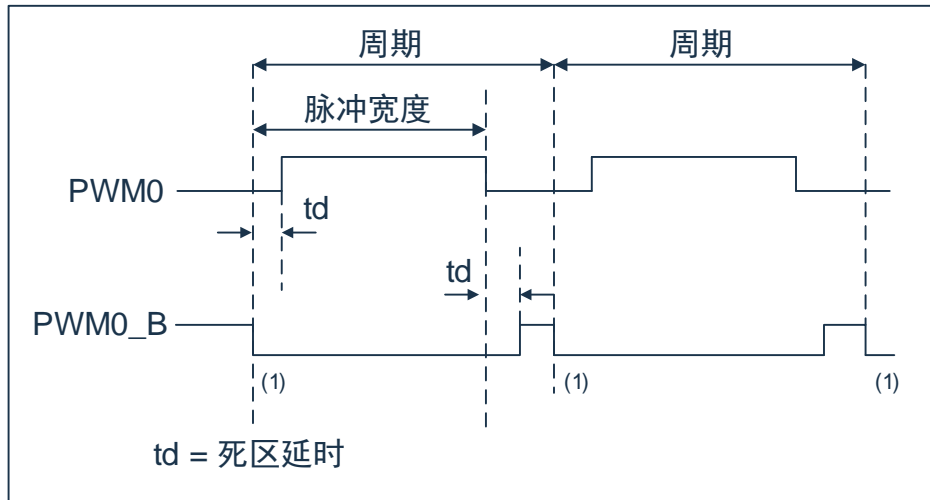 周期 周期
脉冲宽度
PWM0
td
td
PWM0_B
(1) (1) (1)
td = 死区延时